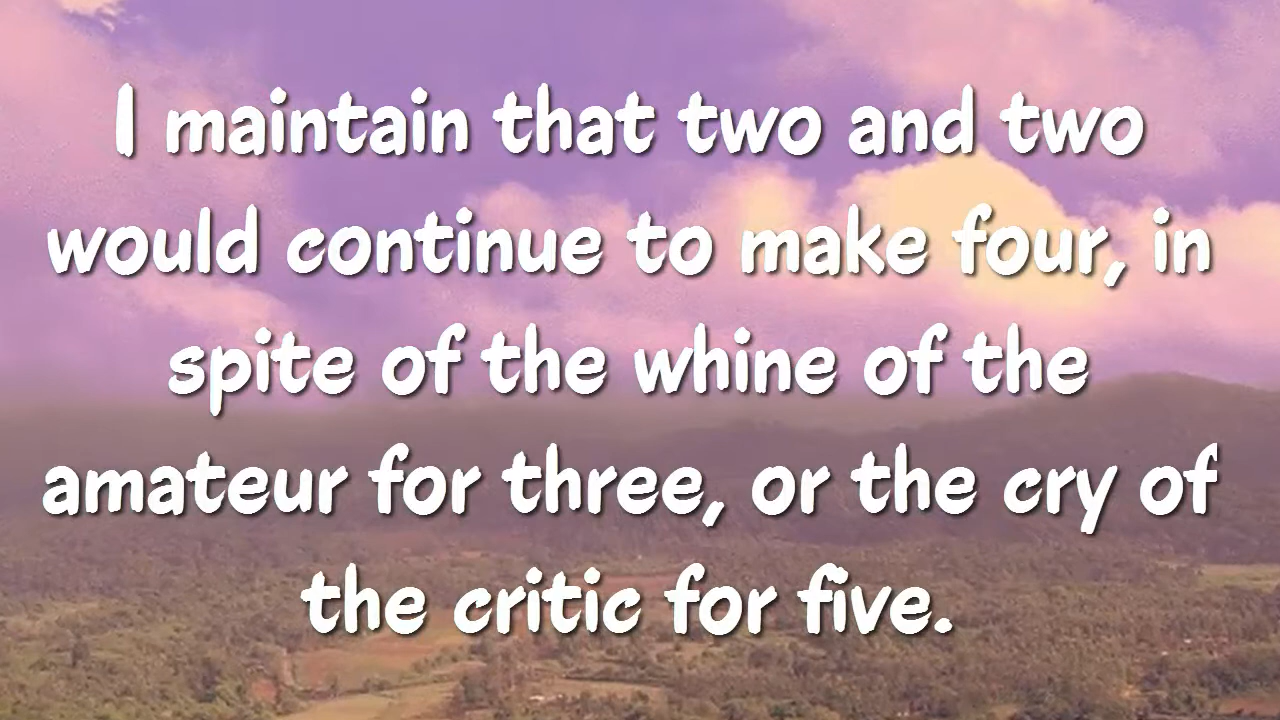 I maintain that two and two
would continue to make four, in
spite of the whine of the
amateur for three, or the cry of
the critic for five.